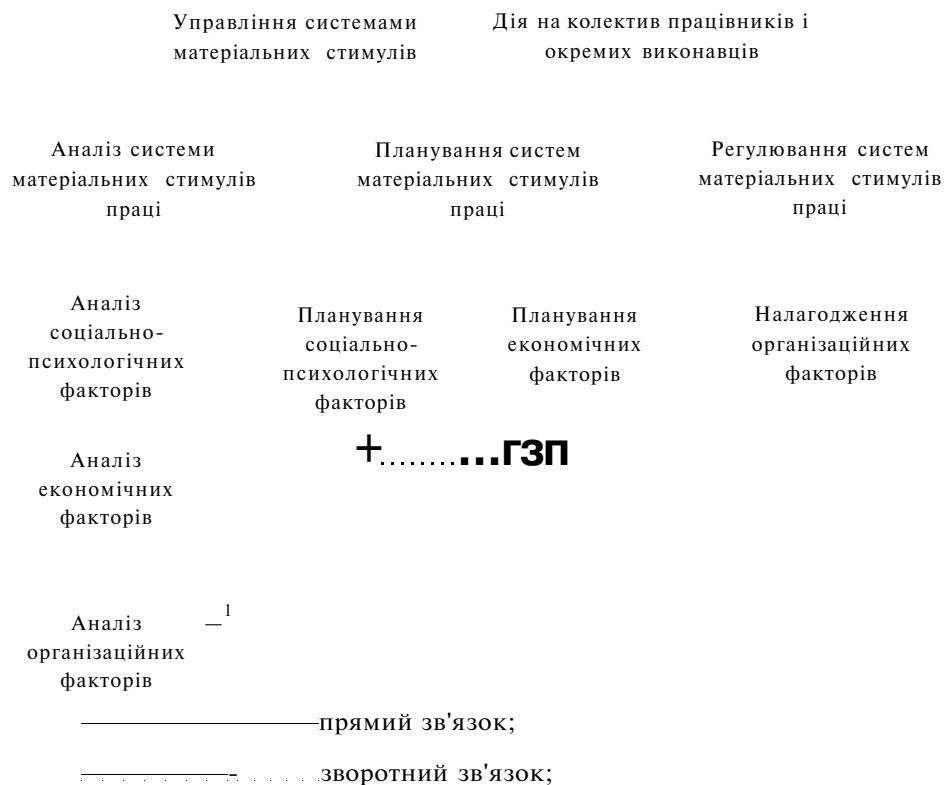 Управління системами
матеріальних стимулів
Дія на колектив працівників і
окремих виконавців
Аналіз системи
матеріальних стимулів
праці
Планування систем
матеріальних стимулів
праці
Регулювання систем
матеріальних стимулів
праці
Аналіз
соціально-
психологічних
факторів
Планування
соціально-
психологічних
факторів
Планування
економічних
факторів
Налагодження
організаційних
факторів
+........…гзп
Аналіз
економічних
факторів
Аналіз —1
організаційних
факторів
прямий зв'язок;
зворотний зв'язок;